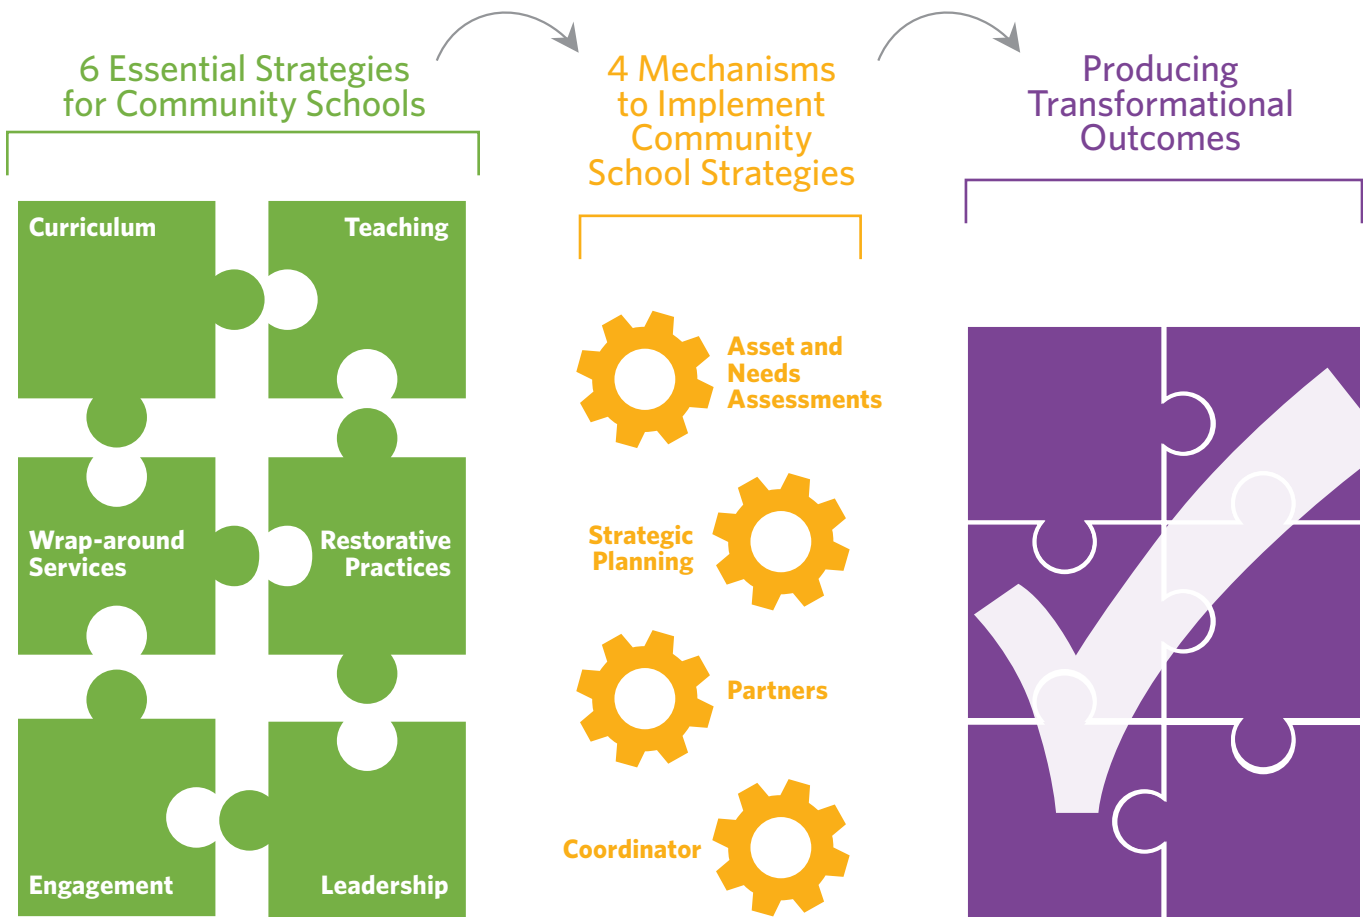 6 Essential Strategies
for Community Schools
4 Mechanisms
to Implement
Community
School Strategies
Producing
Transformational
Outcomes
Curriculum
Teaching
Wrap-around
Services
Restorative
Practices
Engagement
Leadership
Asset and
Needs
Assessments
Strategic
Planning
Partners
Coordinator